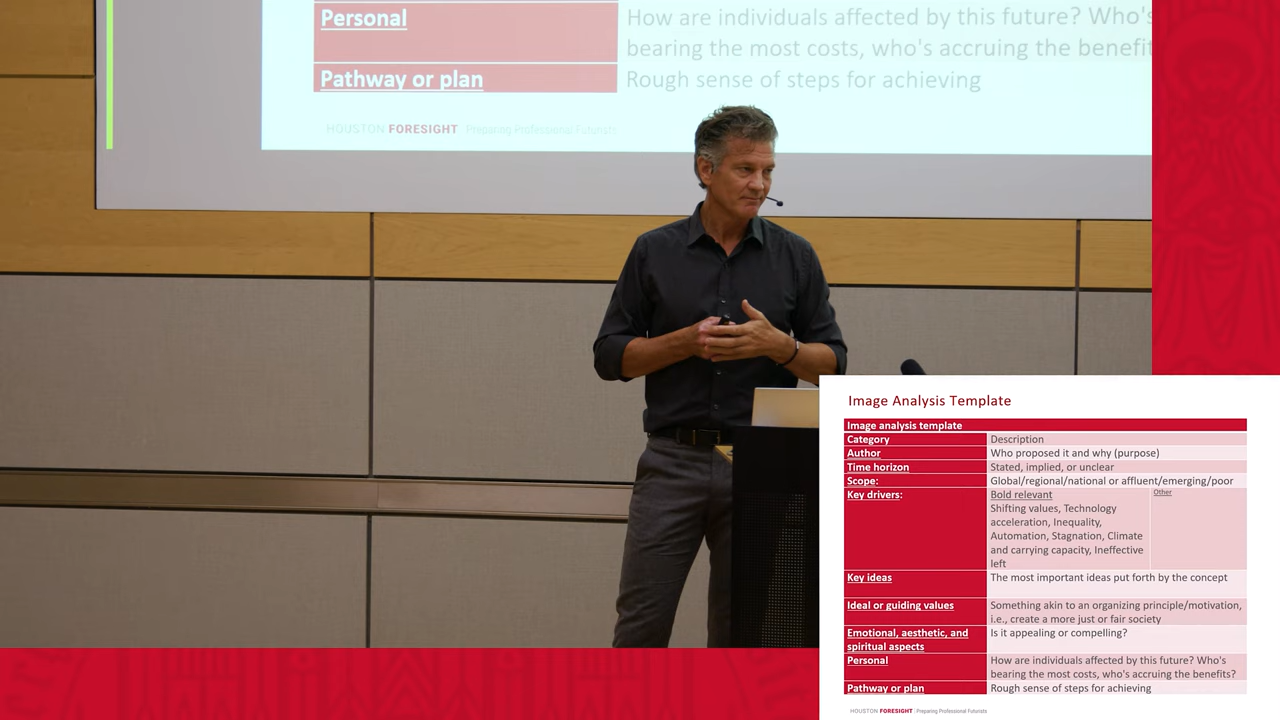 Personal
How are individuals affected by this future? Who's
bearing the most costs, who's accruing the benefit
Pathway or plan
Rough sense of steps for achieving
HOUSTON FORESIGHT Preparing Professional Futurists
Image Analysis Template
Image analysis template
Category
Description
Author
Who proposed it and why (purpose)
Time horizon
Stated, implied, or unclear
Scope:
Global/regional/national or affluent/emerging/poor
Key drivers:
Bold relevant
Shifting values, Technology
acceleration, Inequality,
Automation, Stagnation, Climate
and carrying capacity, Ineffective
left
Other
Key ideas
The most important ideas put forth by the concept
Ideal or guiding values
Something akin to an organizing principle/motivation,
i.e., create a more just or fair society
Emotional, aesthetic, and
spiritual aspects
Is it appealing or compelling?
Personal
How are individuals affected by this future? Who's
bearing the most costs, who's accruing the benefits?
Pathway or plan
Rough sense of steps for achieving
HOUSTON FORESIGHT Preparing Professional Futurists